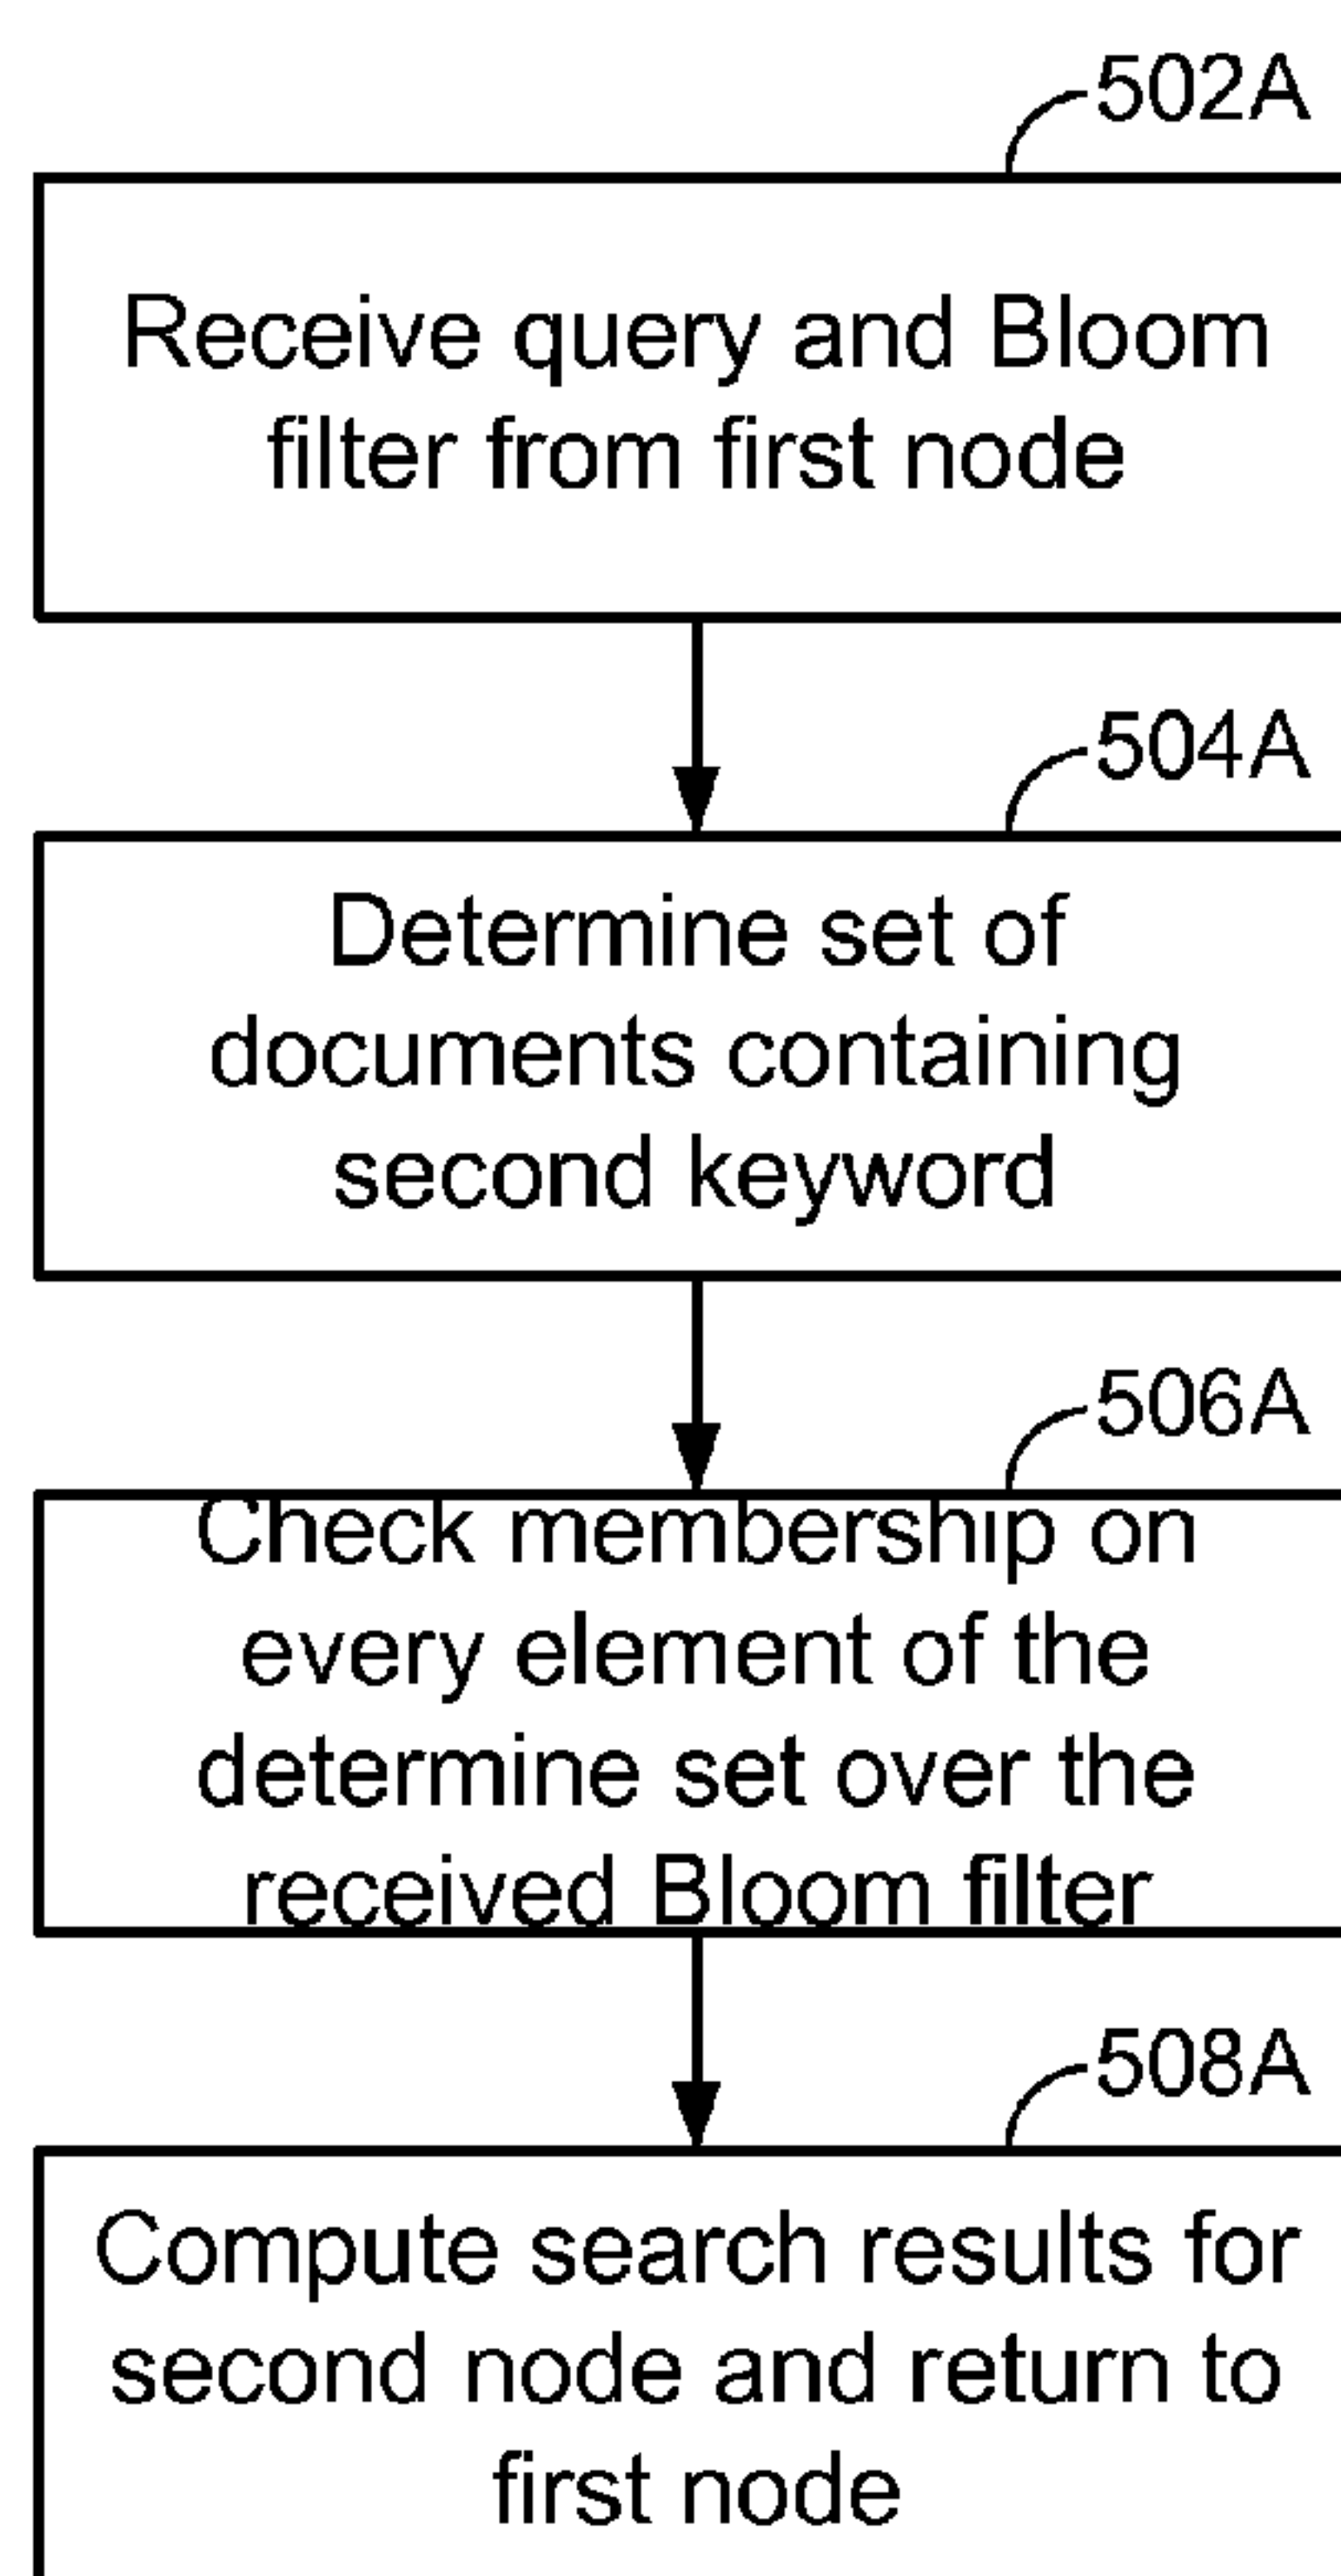 502A
Receive query and Bloom
filter from first node
504A
Determine set of
documents containing
second keyword
506A
Check membership on
every element of the
determine set over the
received Bloom filter
508A
Compute search results for
second node and return to
first node